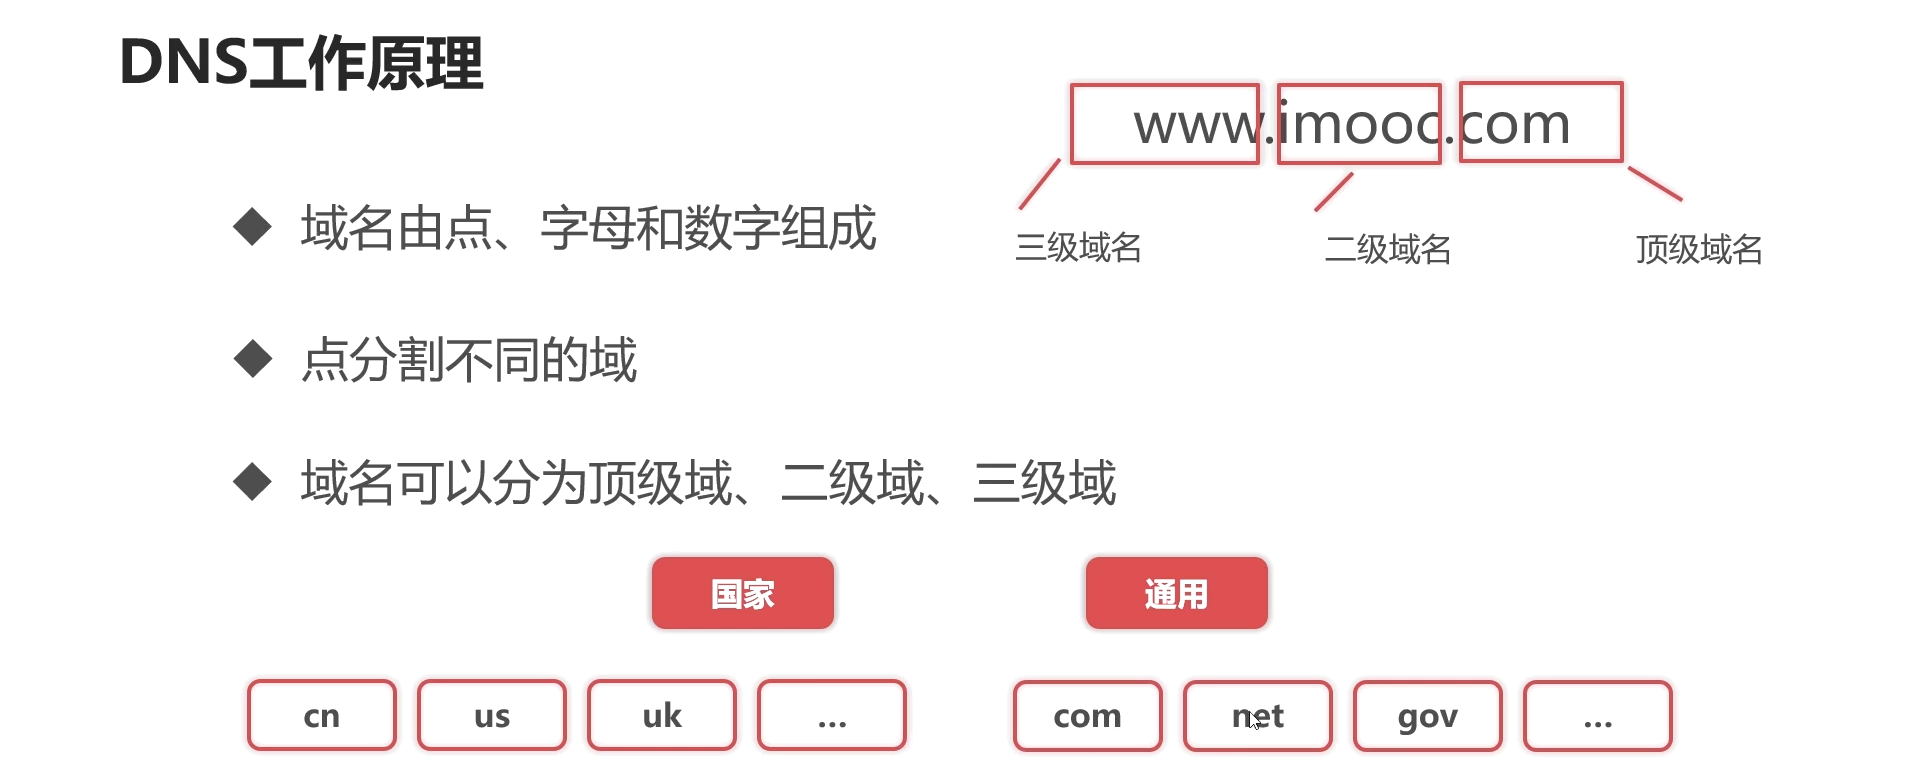 DNS工作原理
www.imooc.com
三级域名
二级域名
顶级域名
域名由点、字母和数字组成
点分割不同的域
域名可以分为顶级域、二级域、三级域
国家
通用
cn
us
uk
...
com
net
gov
...